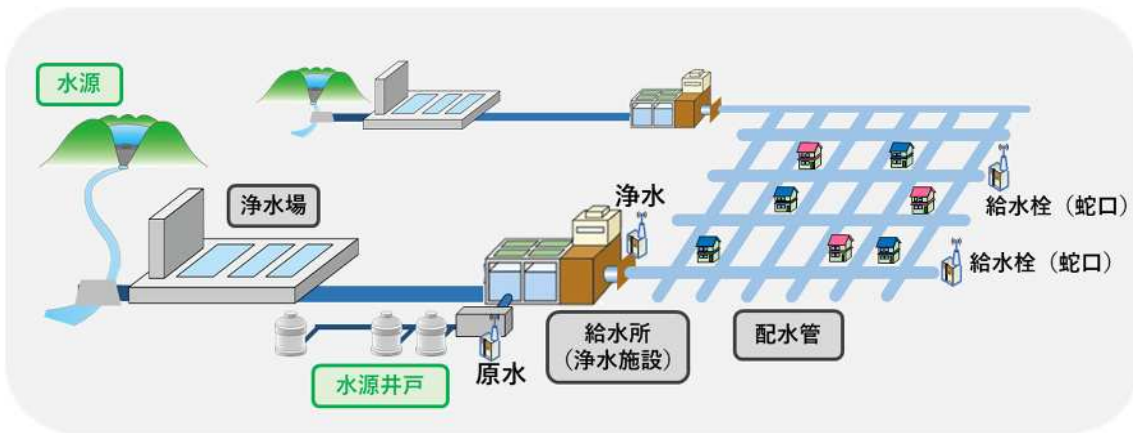 水源
浄水場
浄水
給水栓（蛇口）
給水栓（蛇口）
給水所
（浄水施設）
配水管
原水
水源井戸